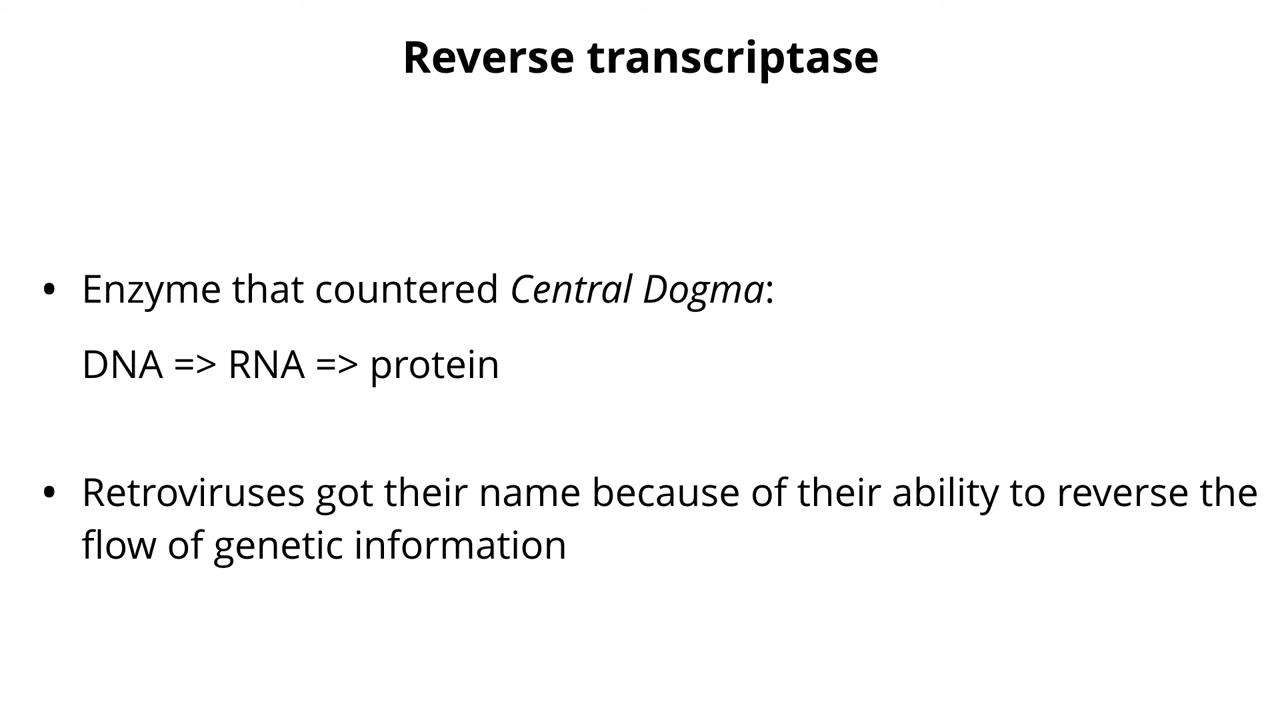 Reverse transcriptase
• Enzyme that countered Central Dogma:
DNA => RNA => protein
• Retroviruses got their name because of their ability to reverse the
flow of genetic information